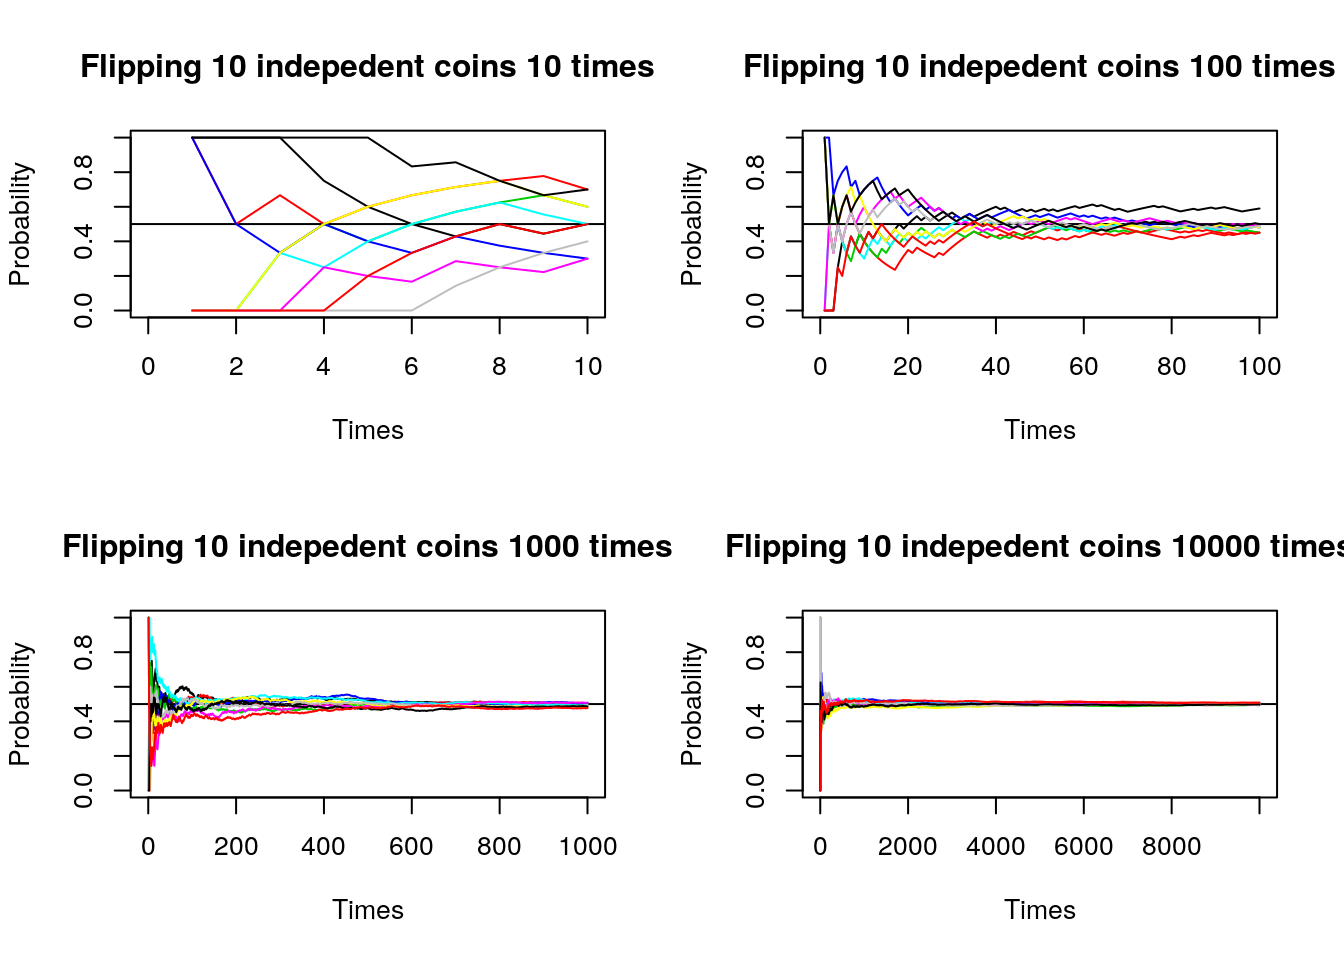 Flipping 10 indepedent coins 10 times
Probability
0.0 0.4 0.8
0 2 4 6 8 10
Times
Flipping 10 indepedent coins 100 times
Probability
0.0 0.4 0.8
0 20 40 60 80 100
Times
Flipping 10 indepedent coins 1000 times
Probability
0.0 0.4 0.8
0 200 400 600 800 1000
Times
Flipping 10 indepedent coins 10000 times
Probability
0.0 0.4 0.8
0 2000 4000 6000 8000
Times